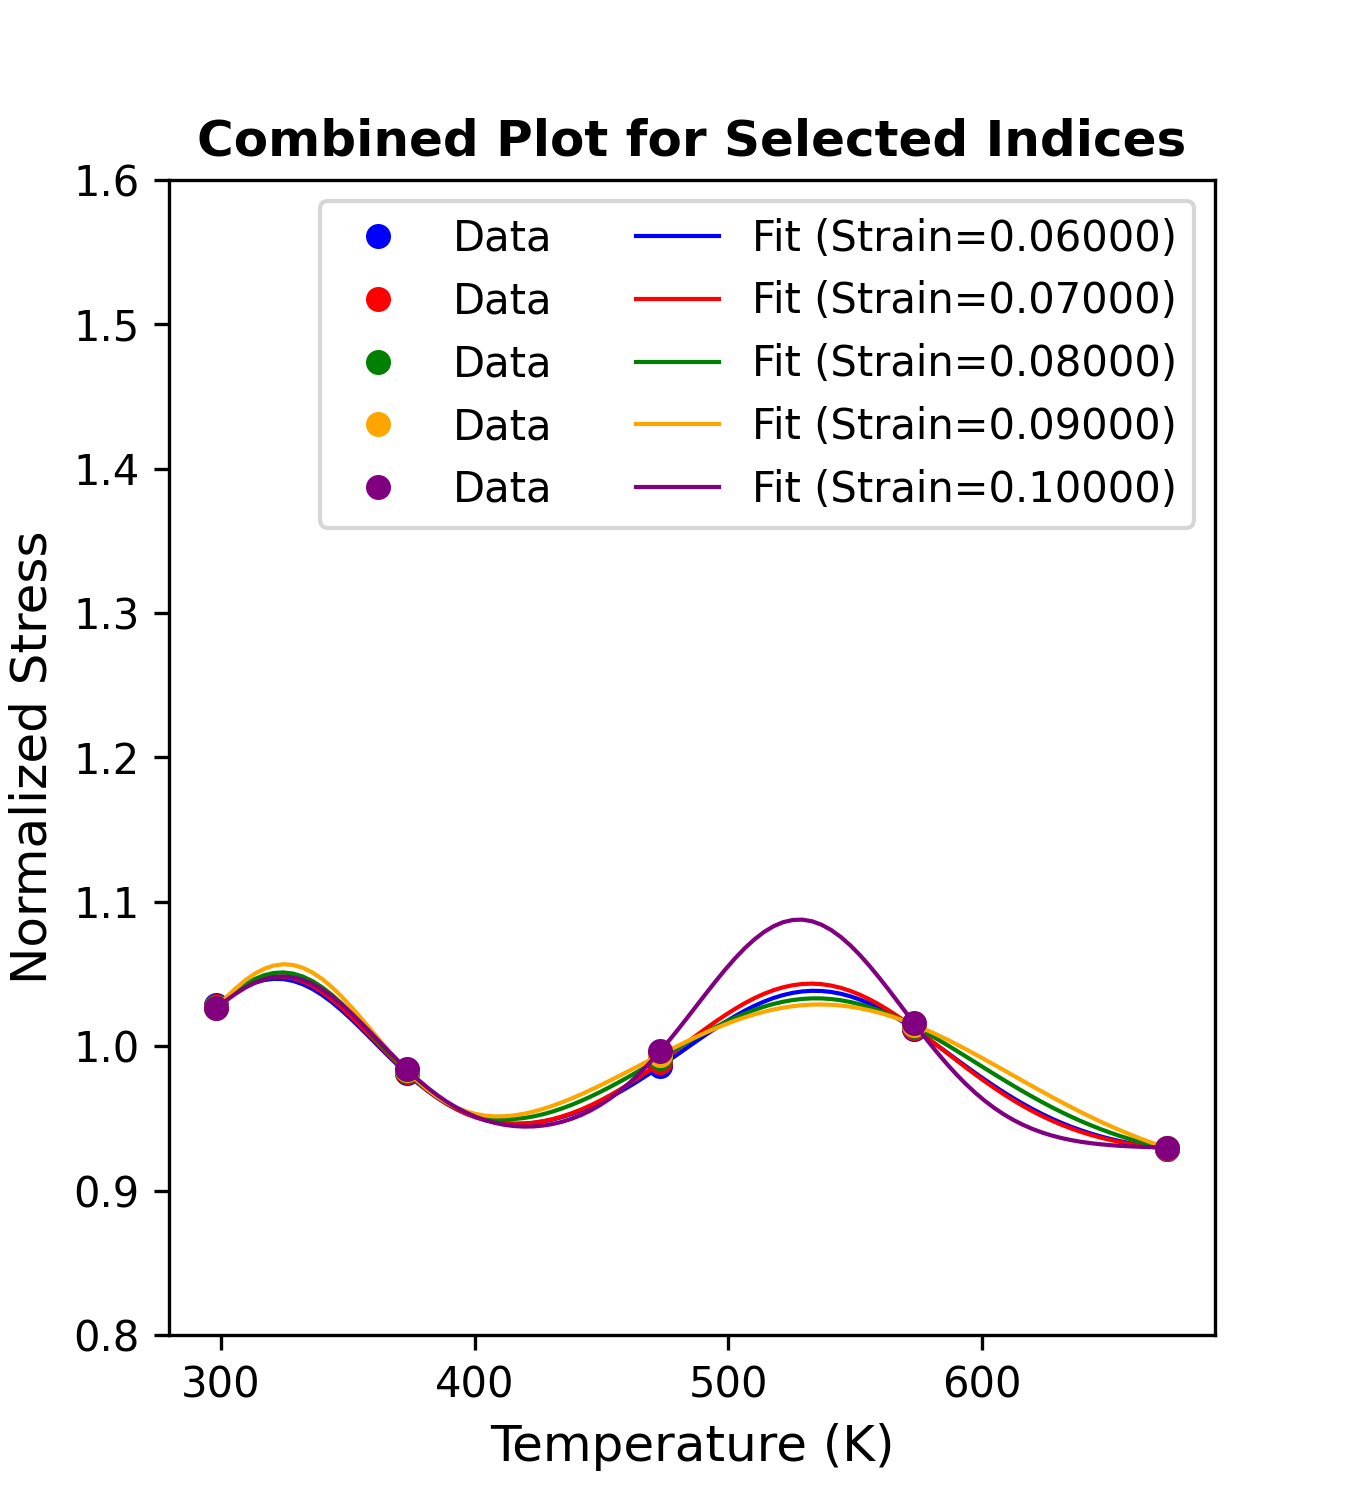 Combined Plot for Selected Indices
1.6
1.5
1.4
1.3
1.2
1.1
1.0
0.9
0.8
Normalized Stress
Data Fit (Strain=0.06000)
Data Fit (Strain=0.07000)
Data Fit (Strain=0.08000)
Data Fit (Strain=0.09000)
Data Fit (Strain=0.10000)
300 400 500 600
Temperature (K)